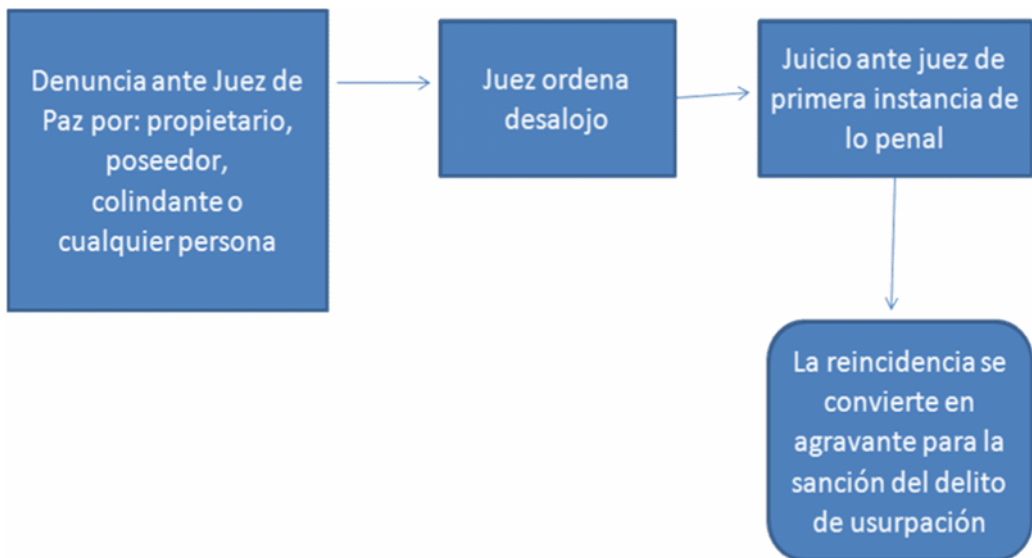 Denuncia ante Juez de
Paz por: propietario,
poseedor,
colindante o
cualquier persona
Juez ordena
desalojo
Juicio ante juez de
primera instancia de
lo penal
La reincidencia se
convierte en
agravante para la
sanción del delito
de usurpación